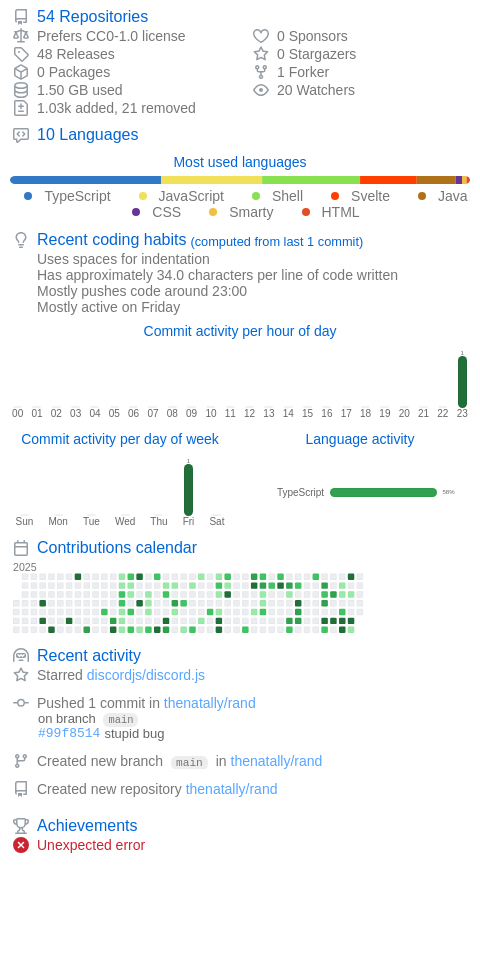 54 Repositories
Prefers CC0-1.0 license
0 Sponsors
48 Releases
0 Stargazers
0 Packages
1 Forker
1.50 GB used
20 Watchers
1.03k added, 21 removed
10 Languages
Most used languages
TypeScript JavaScript Shell Svelte Java
CSS Smarty HTML
Recent coding habits (computed from last 1 commit)
Uses spaces for indentation
Has approximately 34.0 characters per line of code written
Mostly pushes code around 23:00
Mostly active on Friday
Commit activity per hour of day
1
00 01 02 03 04 05 06 07 08 09 10 11 12 13 14 15 16 17 18 19 20 21 22 23
Commit activity per day of week
1
Sun Mon Tue Wed Thu Fri Sat
Language activity
TypeScript 58%
Contributions calendar
2025
Recent activity
Starred discordjs/discord.js
Pushed 1 commit in thenatally/rand
on branch main
#99f8514 stupid bug
Created new branch main in thenatally/rand
Created new repository thenatally/rand
Achievements
Unexpected error